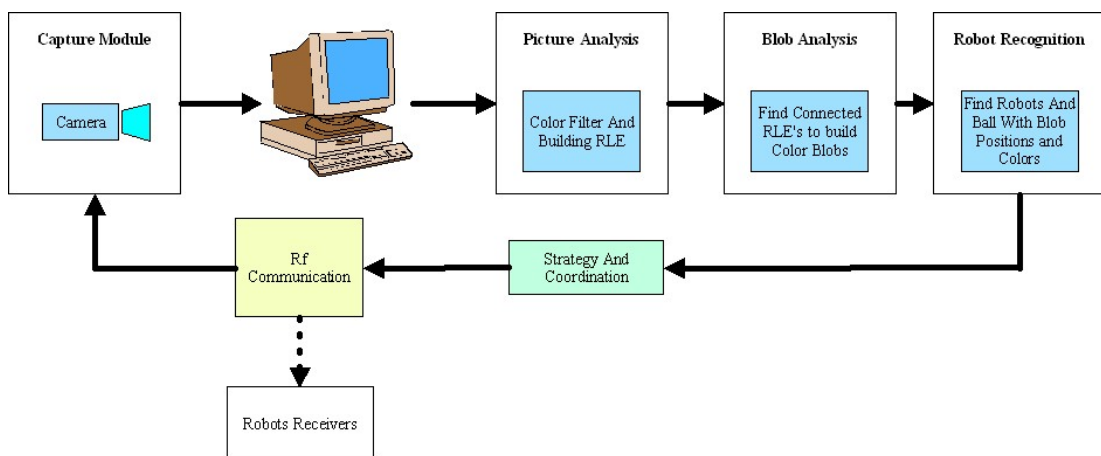 Capture Module
Camera
Picture Analysis
Color Filter And
Building RLE
Blob Analysis
Find Connected
RLE's to build
Color Blobs
Robot Recognition
Find Robots And
Ball With Blob
Positions and
Colors
Rf
Communication
Strategy And
Coordination
Robots Receivers